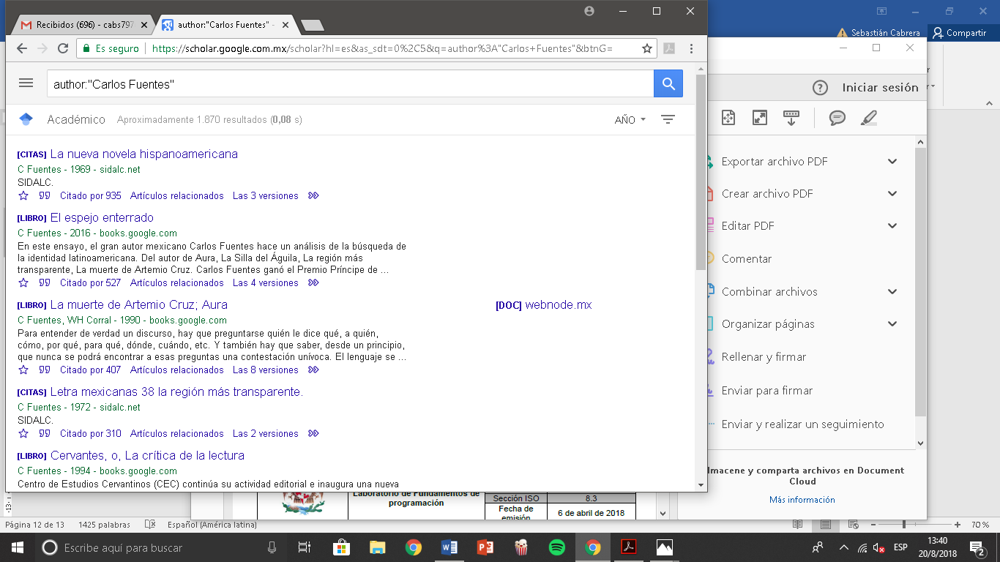 Recibidos (696) - cabs797
author:"Carlos Fuentes" -
Sebastián Cabrera
Compartir
Es seguro
https://scholar.google.com.mx/scholar?hl=es&as_sdt=0%2C5&q=author%3A"Carlos+Fuentes"&btnG=
author:"Carlos Fuentes"
Iniciar sesión
Académico
Aproximadamente 1.870 resultados (0,08 s)
AÑO
[CITAS] La nueva novela hispanoamericana
C Fuentes - 1969 - sidalc.net
SIDALC.
Citado por 935 Artículos relacionados Las 3 versiones
[LIBRO] El espejo enterrado
C Fuentes - 2016 - books.google.com
En este ensayo, el gran autor mexicano Carlos Fuentes hace un análisis de la búsqueda de
la identidad latinoamericana. Del autor de Aura, La Silla del Águila, La región más
transparente, La muerte de Artemio Cruz. Carlos Fuentes ganó el Premio Príncipe de ...
Citado por 527 Artículos relacionados Las 4 versiones
[LIBRO] La muerte de Artemio Cruz; Aura
[DOC] webnode.mx
C Fuentes, WH Corral - 1990 - books.google.com
Para entender de verdad un discurso, hay que preguntarse quién le dice qué, a quién,
cómo, por qué, para qué, dónde, cuándo, etc. Y también hay que saber, desde un principio,
que nunca se podrá encontrar a esas preguntas una contestación unívoca. El lenguaje se ...
Citado por 407 Artículos relacionados Las 8 versiones
[CITAS] Letra mexicanas 38 la región más transparente.
C Fuentes - 1972 - sidalc.net
SIDALC.
Citado por 310 Artículos relacionados Las 2 versiones
[LIBRO] Cervantes, o, La crítica de la lectura
C Fuentes - 1994 - books.google.com
Centro de Estudios Cervantinos (CEC) continúa su actividad editorial e inaugura una nueva
Exportar archivo PDF
Crear archivo PDF
Editar PDF
Comentar
Combinar archivos
Organizar páginas
Rellenar y firmar
Enviar para firmar
Enviar y realizar un seguimiento
lmacene y comparta archivos en Document
Cloud
Más información
Laboratorio de Fundamentos de
programación
Sección ISO
8.3
Fecha de
emisión
6 de abril de 2018
Página 12 de 13
1425 palabras
Español (América latina)
70 %
Escribe aquí para buscar
ESP
13:40
20/8/2018
2